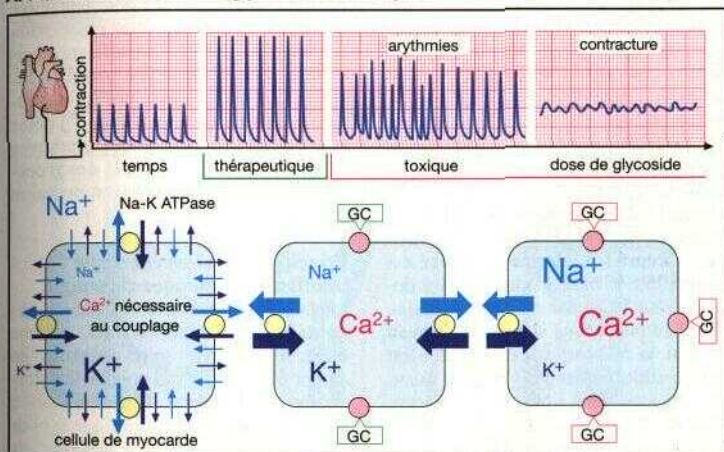 arythmies
contracture
contraction
temps
thérapeutique
toxique
dose de glycoside
Na⁺
Na-K ATPase
Na⁺
Ca²⁺ nécessaire
au couplage
K⁺
K⁺
cellule de myocarde
GC
Na⁺
Ca²⁺
K⁺
GC
GC
Na⁺
Ca²⁺
GC
K⁺
GC